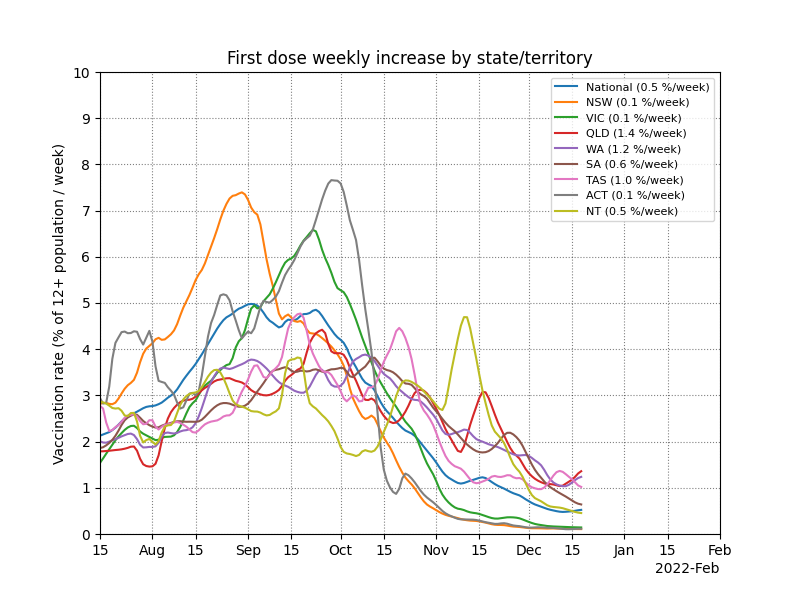 First dose weekly increase by state/territory
Vaccination rate (% of 12+ population / week)
10
9
8
7
6
5
4
3
2
1
0
National (0.5 %/week)
NSW (0.1 %/week)
VIC (0.1 %/week)
QLD (1.4 %/week)
WA (1.2 %/week)
SA (0.6 %/week)
TAS (1.0 %/week)
ACT (0.1 %/week)
NT (0.5 %/week)
15 Aug 15 Sep 15 Oct 15 Nov 15 Dec 15 Jan 15 Feb
2022-Feb